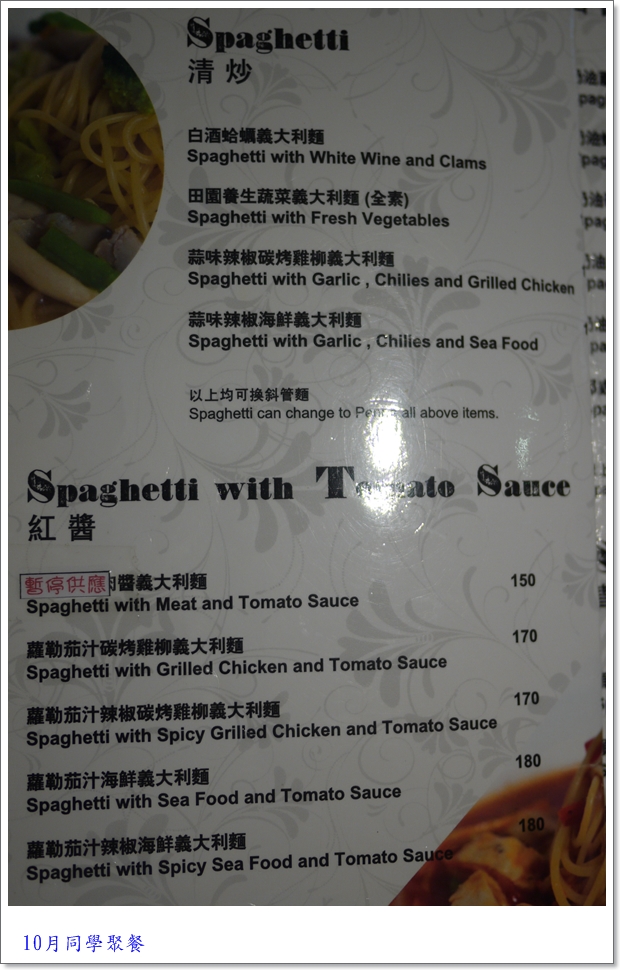 Spaghetti
清炒
白酒蛤蠣義大利麵
Spaghetti with White Wine and Clams
田園養生蔬菜義大利麵 (全素)
Spaghetti with Fresh Vegetables
蒜味辣椒碳烤雞柳義大利麵
Spaghetti with Garlic , Chilies and Grilled Chicken
蒜味辣椒海鮮義大利麵
Spaghetti with Garlic , Chilies and Sea Food
以上均可換斜管麵
Spaghetti can change to all above items.
Spaghetti with Tomato Sauce
紅醬
暫停供應 醬義大利麵 150
Spaghetti with Meat and Tomato Sauce
蘿勒茄汁碳烤雞柳義大利麵 170
Spaghetti with Grilled Chicken and Tomato Sauce
蘿勒茄汁辣椒碳烤雞柳義大利麵 170
Spaghetti with Spicy Grilied Chicken and Tomato Sauce
蘿勒茄汁海鮮義大利麵 180
Spaghetti with Sea Food and Tomato Sauce
蘿勒茄汁辣椒海鮮義大利麵 180
Spaghetti with Spicy Sea Food and Tomato Sauce
10月同學聚餐